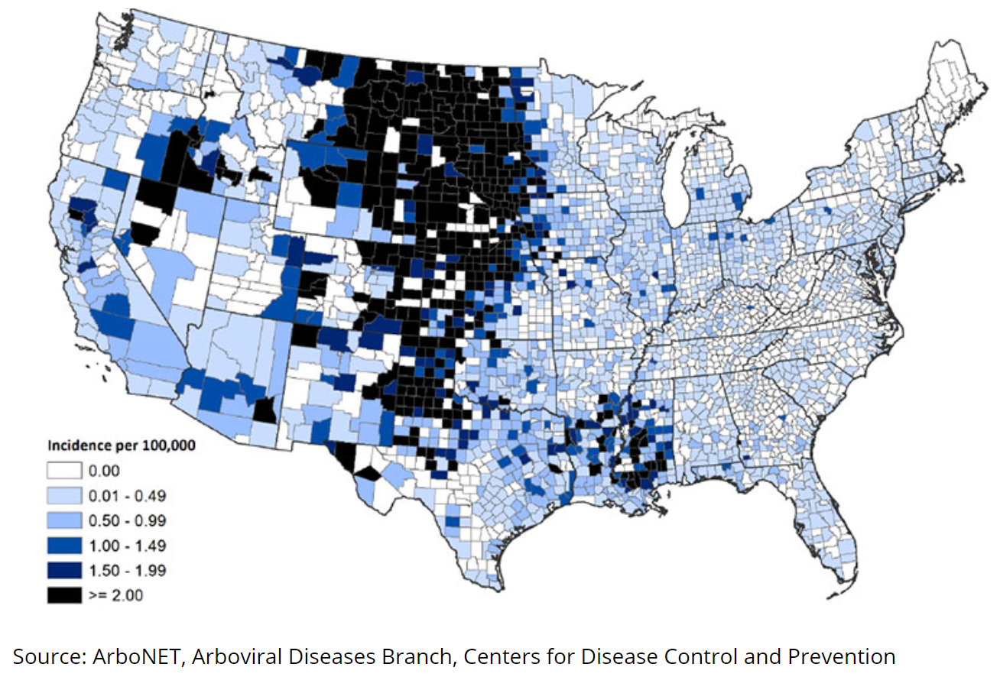 Incidence per 100,000
0.00
0.01 - 0.49
0.50 - 0.99
1.00 - 1.49
1.50 - 1.99
>= 2.00
Source: ArboNET, Arboviral Diseases Branch, Centers for Disease Control and Prevention